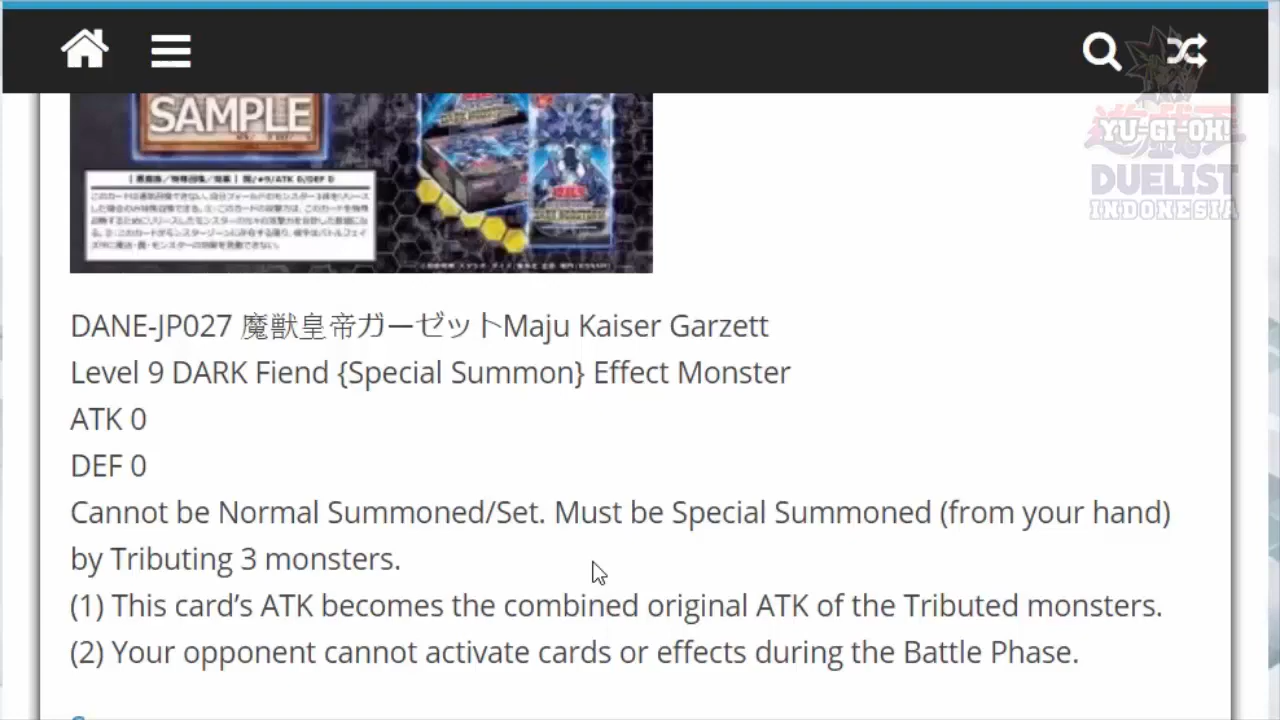 SAMPLE
YU-GI-OH!
DUELIST
INDONESIA
DANE-JP027 魔獣皇帝ガーゼットMaju Kaiser Garzett
Level 9 DARK Fiend {Special Summon} Effect Monster
ATK 0
DEF 0
Cannot be Normal Summoned/Set. Must be Special Summoned (from your hand)
by Tributing 3 monsters.
(1) This card’s ATK becomes the combined original ATK of the Tributed monsters.
(2) Your opponent cannot activate cards or effects during the Battle Phase.